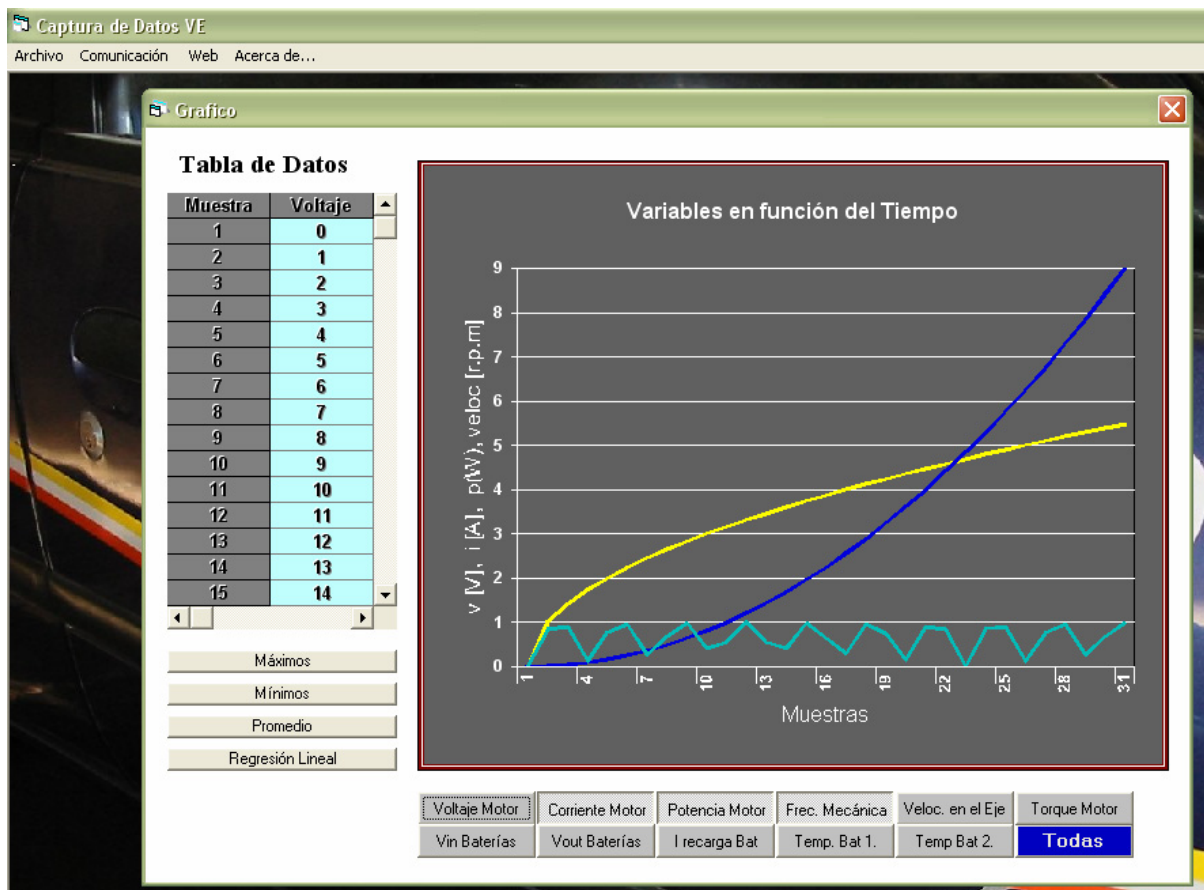 Captura de Datos VE
Archivo Comunicación Web Acerca de...
Grafico
Tabla de Datos
Muestra Voltaje
1 0
2 1
3 2
4 3
5 4
6 5
7 6
8 7
9 8
10 9
11 10
12 11
13 12
14 13
15 14
Máximos
Mínimos
Promedio
Regresión Lineal
Variables en función del Tiempo
v [V], i [A], p(W), veloc [r.p.m]
9
8
7
6
5
4
3
2
1
0
1 4 7 10 13 16 19 22 25 28 31
Muestras
Voltaje Motor Corriente Motor Potencia Motor Frec. Mecánica Veloc. en el Eje Torque Motor
Vin Baterías Vout Baterías I recarga Bat Temp. Bat 1. Temp Bat 2. Todas